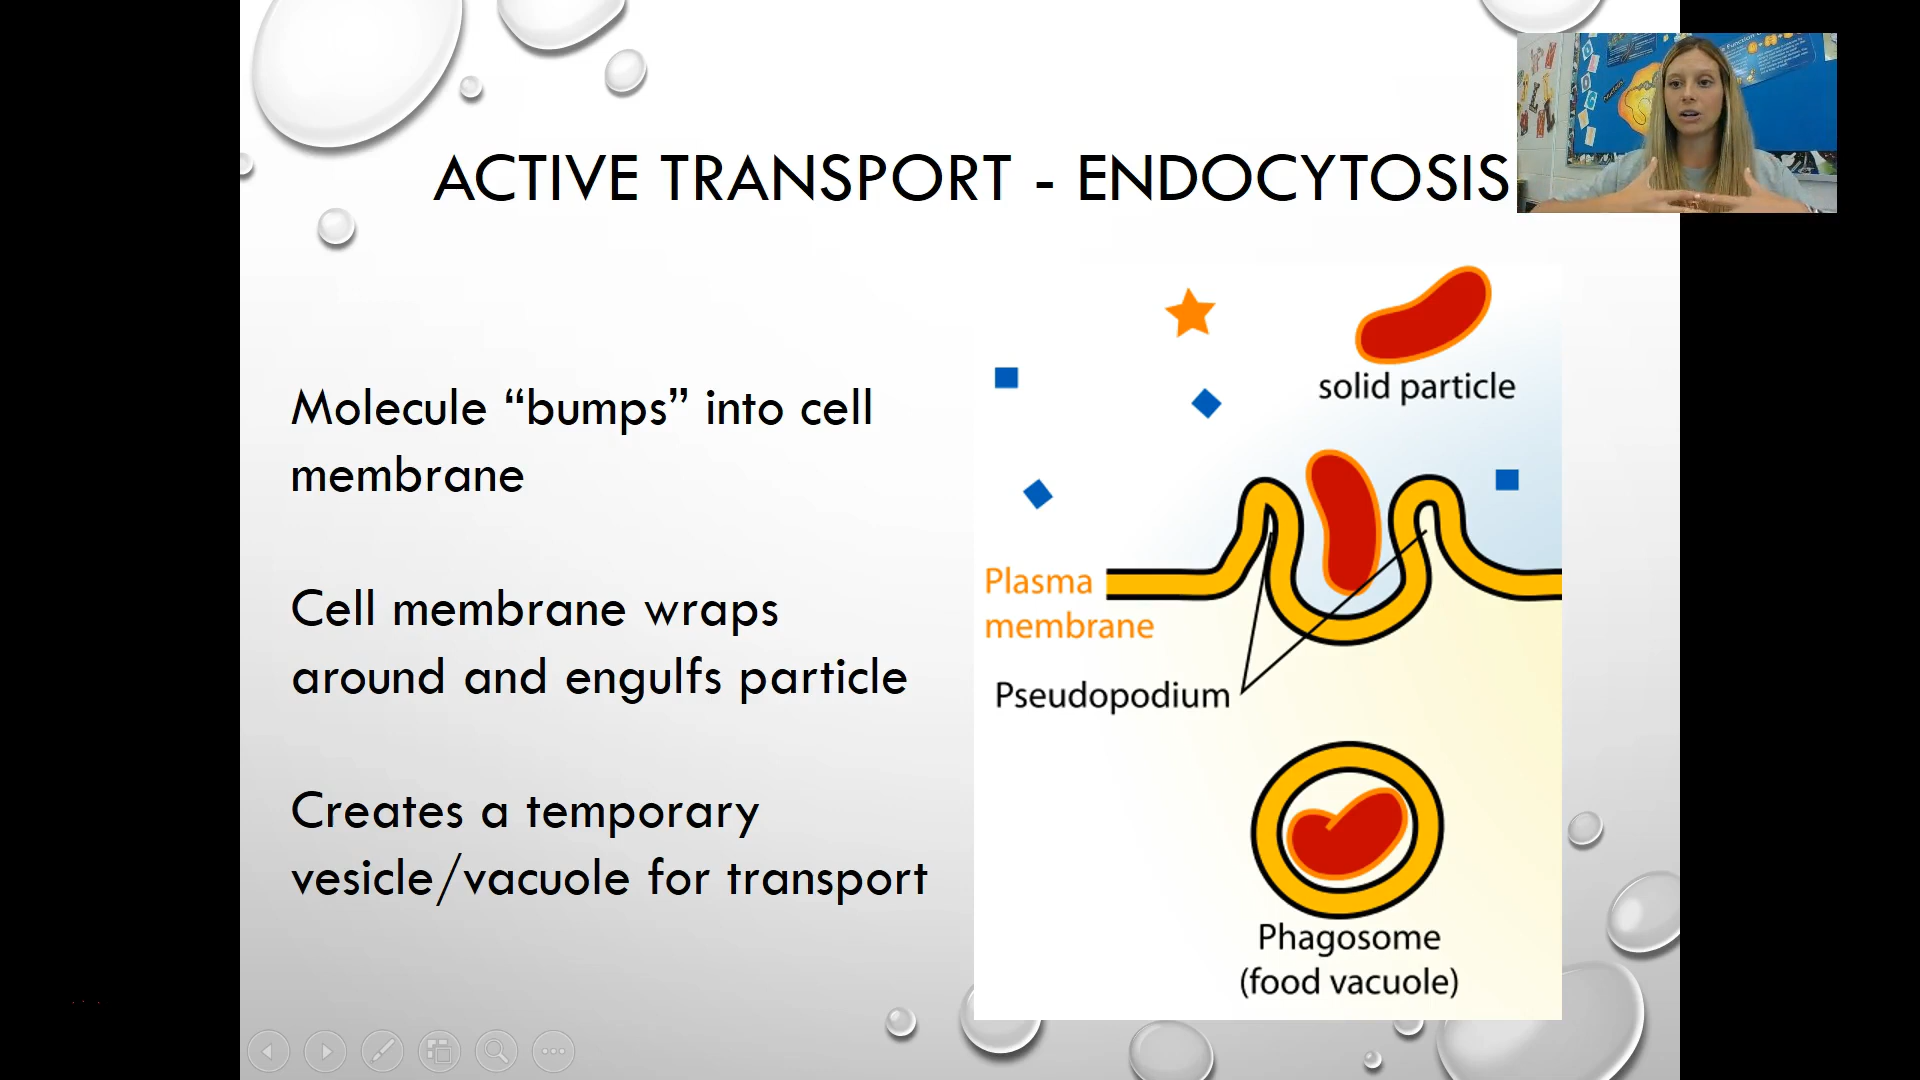 ACTIVE TRANSPORT - ENDOCYTOSIS
Molecule “bumps” into cell
membrane
Cell membrane wraps
around and engulfs particle
Creates a temporary
vesicle/vacuole for transport
solid particle
Plasma
membrane
Pseudopodium
Phagosome
(food vacuole)